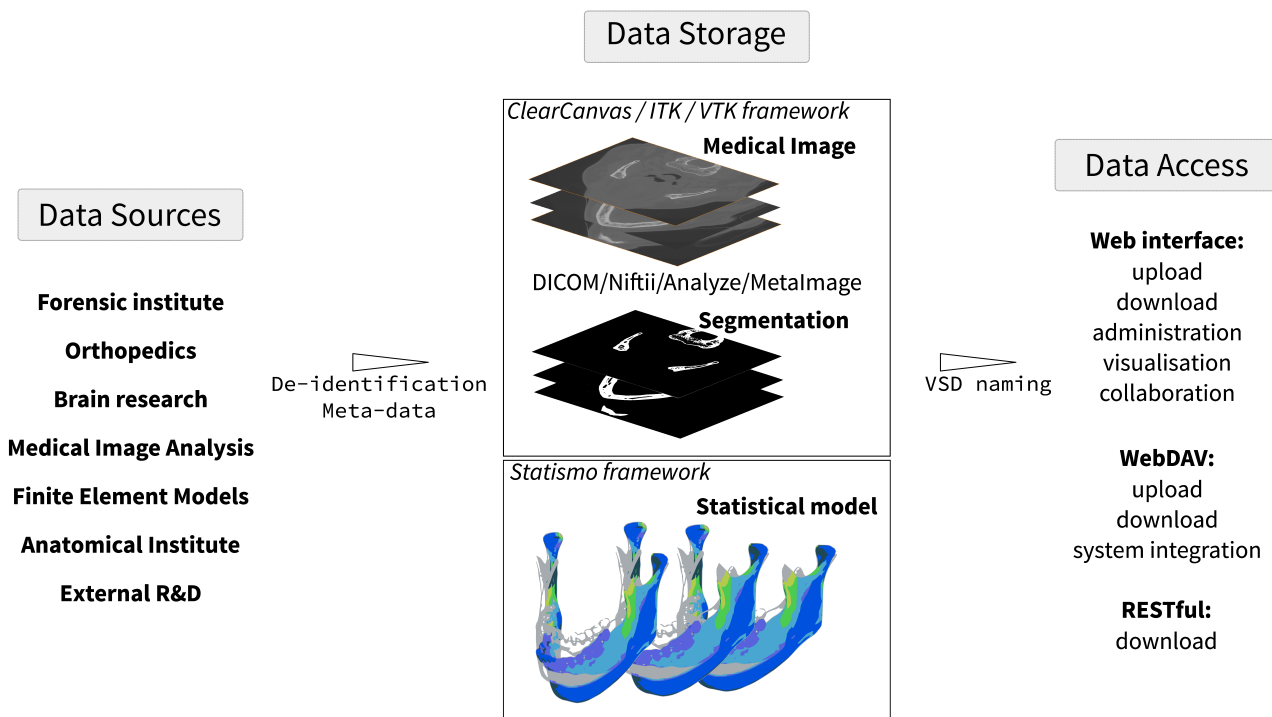 Data Storage
Data Sources
Forensic institute
Orthopedics
Brain research
Medical Image Analysis
Finite Element Models
Anatomical Institute
External R&D
De-identification
Meta-data
ClearCanvas / ITK / VTK framework
Medical Image
DICOM/Niftii/Analyze/MetaImage
Segmentation
Statismo framework
Statistical model
VSD naming
Data Access
Web interface:
upload
download
administration
visualisation
collaboration
WebDAV:
upload
download
system integration
RESTful:
download